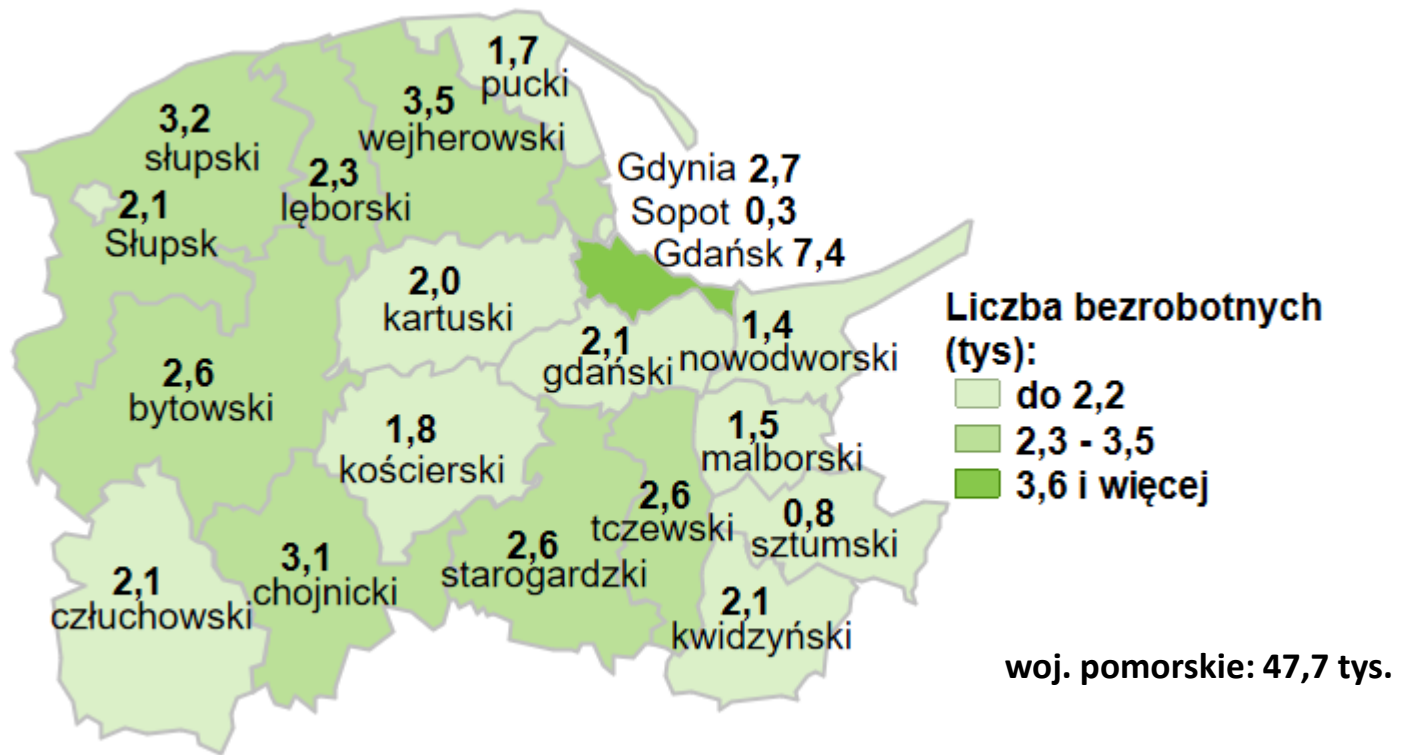 1,7
pucki
3,5
wejherowski
3,2
słupski
2,3
lęborski
2,1
Słupsk
Gdynia 2,7
Sopot 0,3
Gdańsk 7,4
2,0
kartuski
2,1
gdański
1,4
nowodworski
2,6
bytowski
1,8
kościerski
1,5
malborski
2,6
tczewski
0,8
sztumski
2,6
starogardzki
3,1
chojnicki
2,1
człuchowski
2,1
kwidzyński
Liczba bezrobotnych
(tys):
do 2,2
2,3 - 3,5
3,6 i więcej
woj. pomorskie: 47,7 tys.